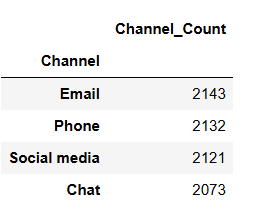 Channel_Count
Channel
Email 2143
Phone 2132
Social media 2121
Chat 2073